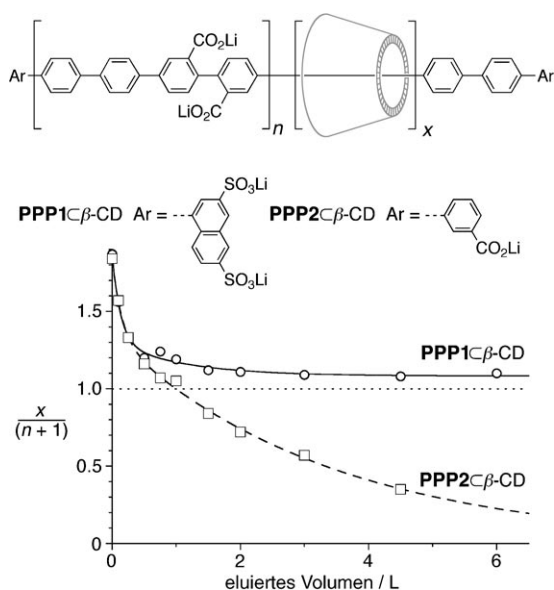 CO₂Li
Ar
Ar
LiO₂C
n
x
SO₃Li
PPP1⊂β-CD Ar =
PPP2⊂β-CD Ar =
CO₂Li
SO₃Li
1.5
PPP1⊂β-CD
1.0
x
(n + 1)
0.5
PPP2⊂β-CD
0
0
2
4
6
eluiertes Volumen / L